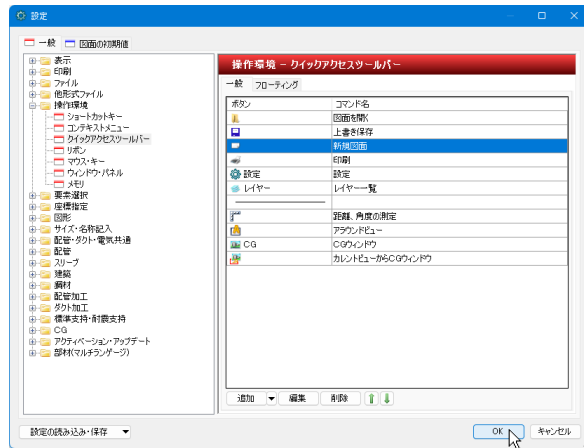 設定
一般 図面の初期値
表示
印刷
ファイル
他形式ファイル
操作環境
ショートカットキー
コンテキストメニュー
クイックアクセスツールバー
リボン
マウス・キー
ウィンドウ・パネル
メモリ
要素選択
座標指定
図形
サイズ・名称記入
配管・ダクト・電気共通
配管
スリーブ
建築
鋼材
配管加工
ダクト加工
標準支持・耐震支持
CG
アクティベーション・アップデート
部材(マルチランゲージ)
操作環境 - クイックアクセスツールバー
一般 フローティング
ボタン コマンド名
図面を開く
上書き保存
新規図面
印刷
設定 設定
レイヤー レイヤー一覧
距離、角度の測定
アラウンドビュー
CG CGウィンドウ
カレントビューからCGウィンドウ
追加 編集 削除
設定の読み込み・保存 OK キャンセル